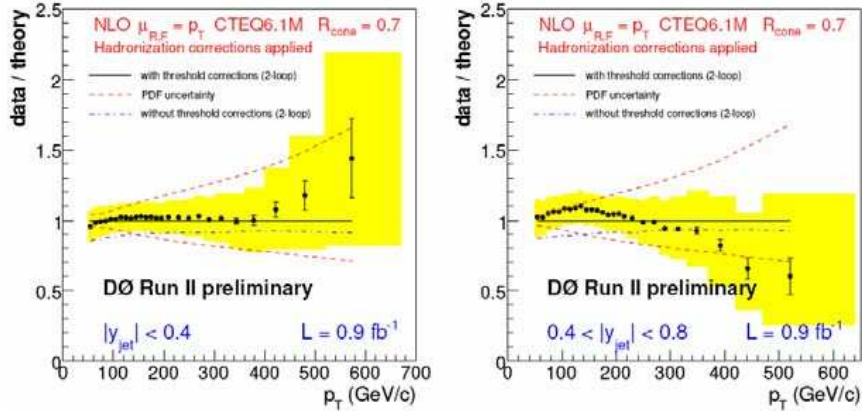 data / theory
2.5
2
1.5
1
0.5
0
NLO μR,F = pT CTEQ6.1M Rcone = 0.7
Hadronization corrections applied
with threshold corrections (2-loop)
PDF uncertainty
without threshold corrections (2-loop)
DØ Run II preliminary
|yjet| < 0.4 L = 0.9 fb-1
0 100 200 300 400 500 600 700
pT (GeV/c)
data / theory
2.5
2
1.5
1
0.5
0
NLO μR,F = pT CTEQ6.1M Rcone = 0.7
Hadronization corrections applied
with threshold corrections (2-loop)
PDF uncertainty
without threshold corrections (2-loop)
DØ Run II preliminary
0.4 < |yjet| < 0.8 L = 0.9 fb-1
0 100 200 300 400 500 600
pT (GeV/c)